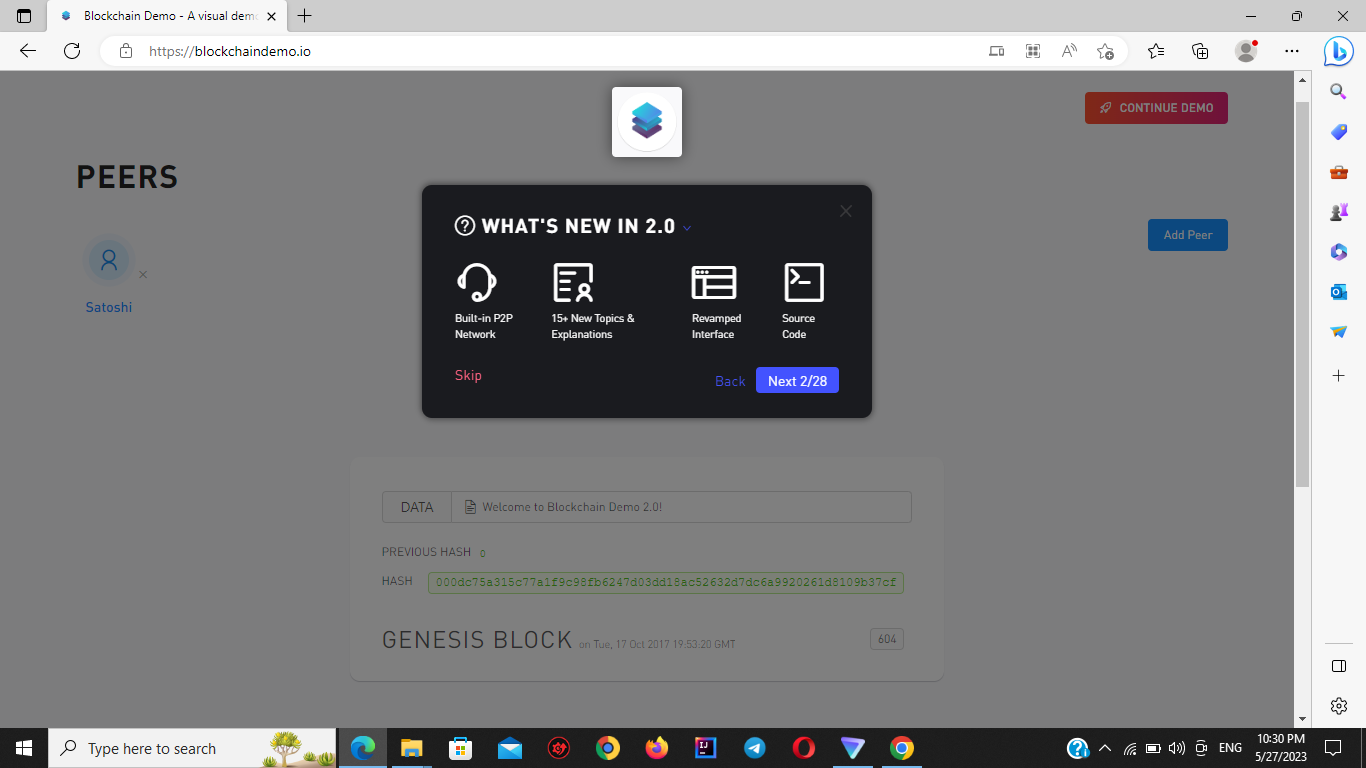 Blockchain Demo - A visual dem
https://blockchaindemo.io
CONTINUE DEMO
PEERS
Add Peer
Satoshi
WHAT'S NEW IN 2.0
Built-in P2P
Network
15+ New Topics &
Explanations
Revamped
Interface
Source
Code
Skip
Back
Next 2/28
DATA
Welcome to Blockchain Demo 2.0!
PREVIOUS HASH 0
HASH
000dc75a315c77a1f9c98fb6247d03dd18ac52632d7dc6a9920261d8109b37cf
GENESIS BLOCK on Tue, 17 Oct 2017 19:53:20 GMT
604
Type here to search
ENG
10:30 PM
5/27/2023